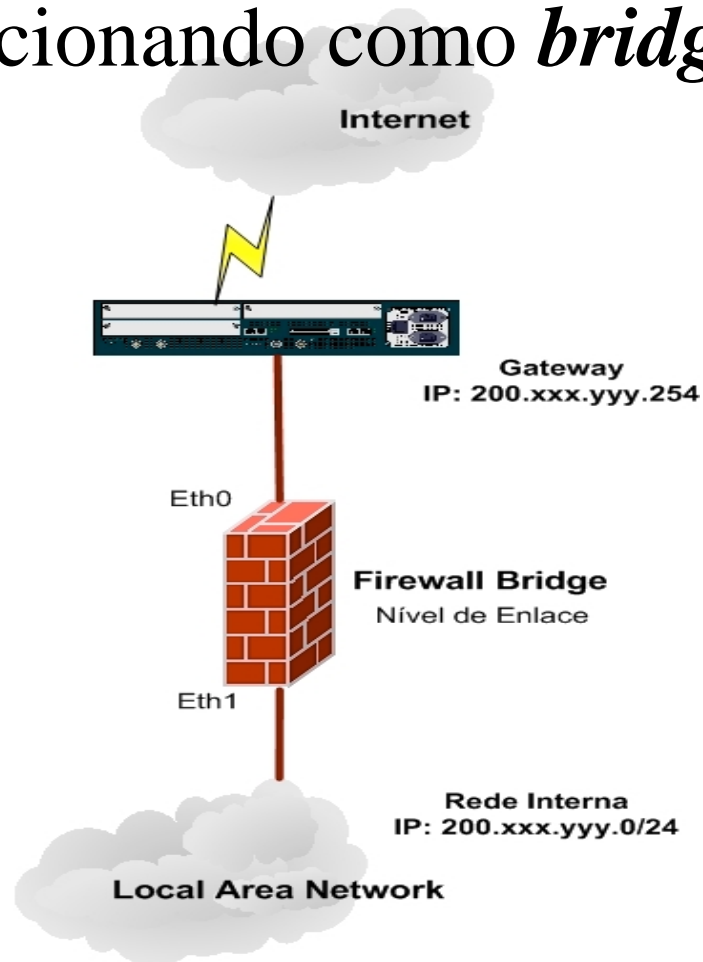 cionando como bridg
Internet
Gateway
IP: 200.xxx.yyy.254
Eth0
Firewall Bridge
Nível de Enlace
Eth1
Rede Interna
IP: 200.xxx.yyy.0/24
Local Area Network